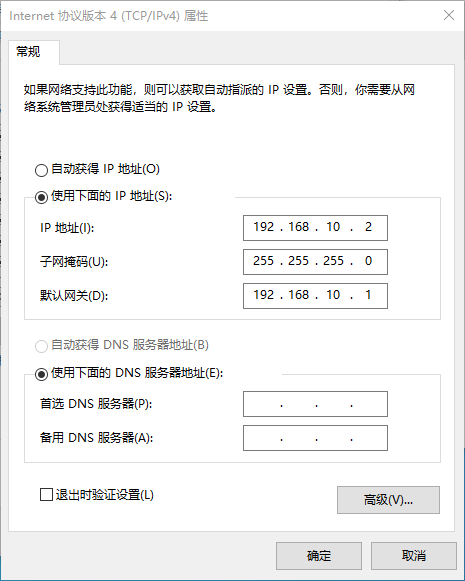 Internet 协议版本 4 (TCP/IPv4) 属性
常规
如果网络支持此功能，则可以获取自动指派的 IP 设置。否则，你需要从网
络系统管理员处获得适当的 IP 设置。
自动获得 IP 地址(O)
使用下面的 IP 地址(S):
IP 地址(I): 192 . 168 . 10 . 2
子网掩码(U): 255 . 255 . 255 . 0
默认网关(D): 192 . 168 . 10 . 1
自动获得 DNS 服务器地址(B)
使用下面的 DNS 服务器地址(E):
首选 DNS 服务器(P): . . .
备用 DNS 服务器(A): . . .
退出时验证设置(L)
高级(V)...
确定 取消